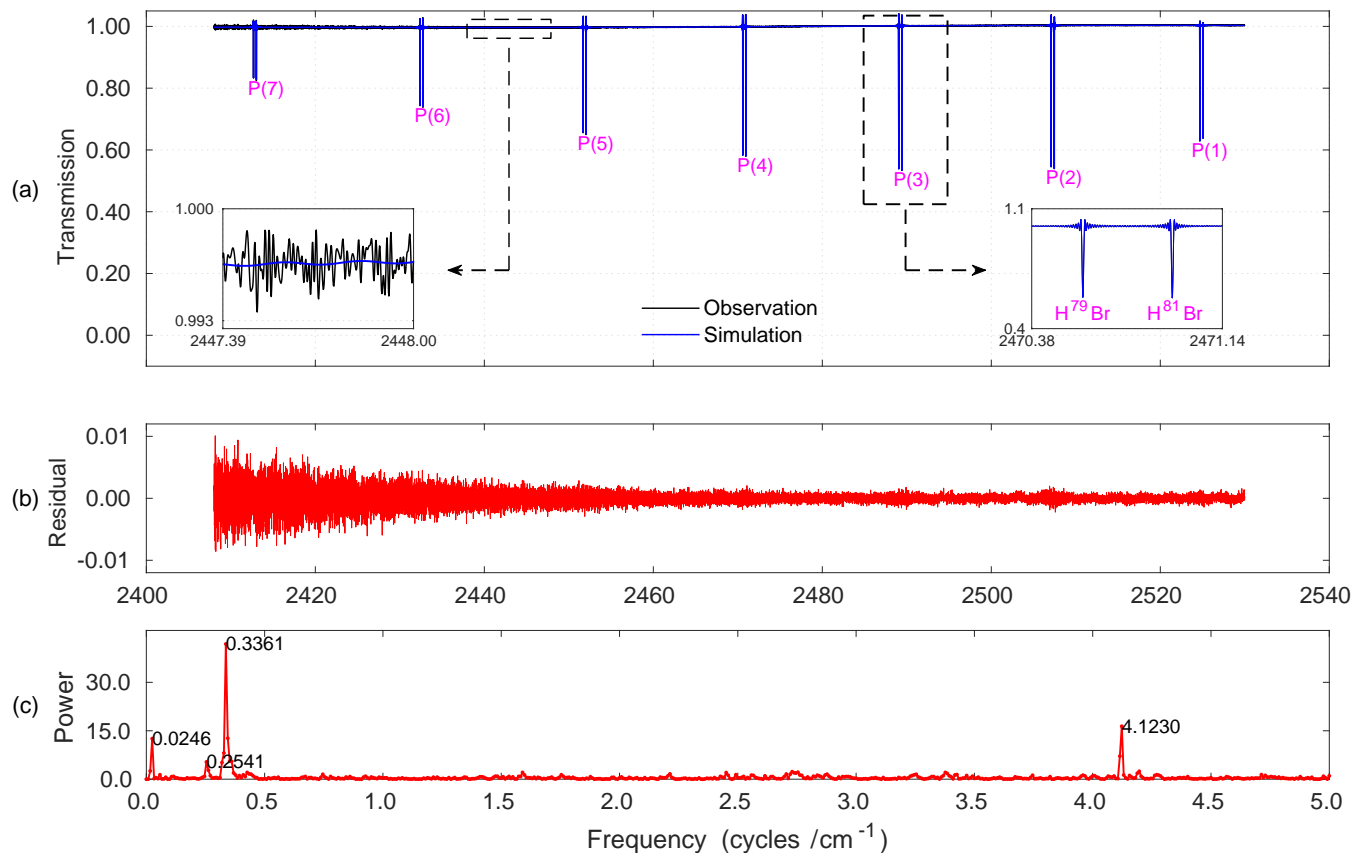 (a)
Transmission
1.00
0.80
0.60
0.40
0.20
0.00
P(7)
P(6)
P(5)
P(4)
P(3)
P(2)
P(1)
1.000
0.993
2447.39 2448.00
Observation
Simulation
1.1
0.4
H79Br H81Br
2470.38 2471.14
(b)
Residual
0.01
0.00
-0.01
2400 2420 2440 2460 2480 2500 2520 2540
(c)
Power
30.0
15.0
0.0
0.0246
0.2541
0.3361
4.1230
0.0 0.5 1.0 1.5 2.0 2.5 3.0 3.5 4.0 4.5 5.0
Frequency (cycles /cm-1)